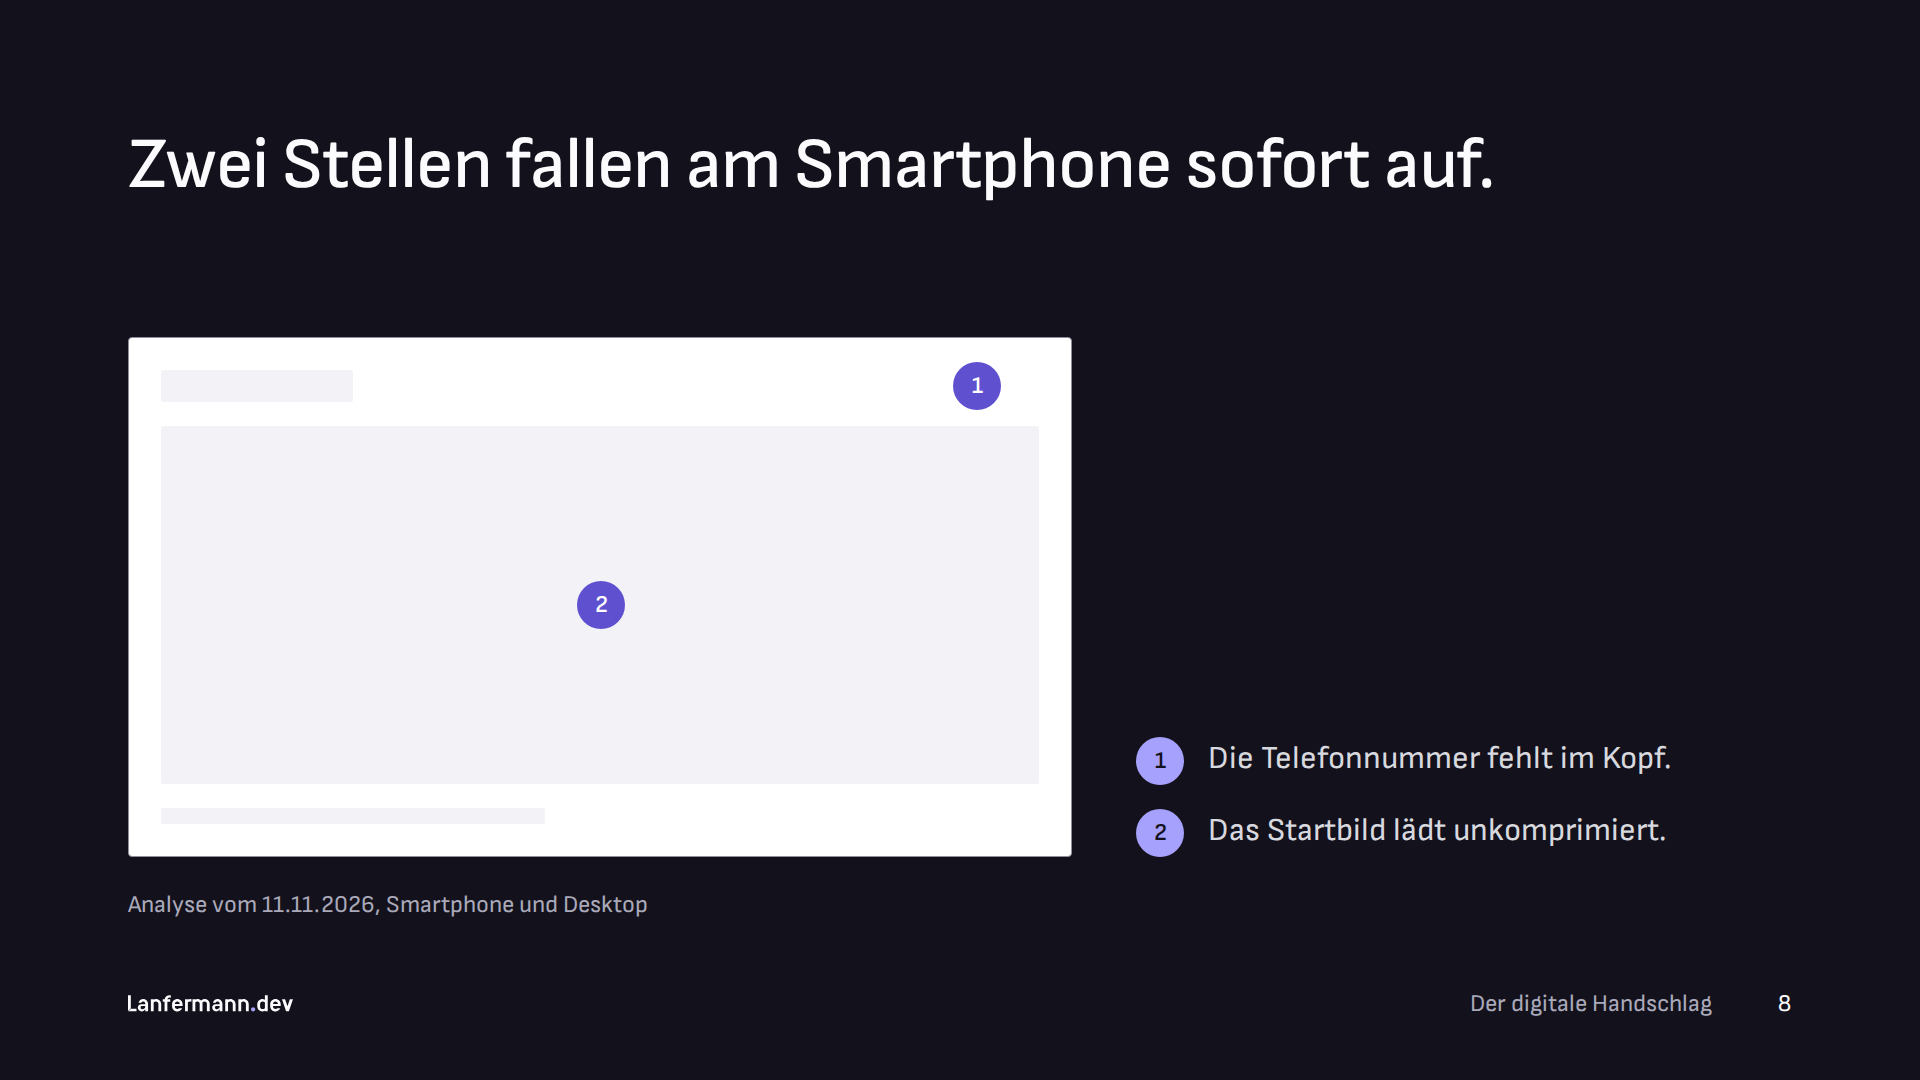 Zwei Stellen fallen am Smartphone sofort auf.
1
2
1 Die Telefonnummer fehlt im Kopf.
2 Das Startbild lädt unkomprimiert.
Analyse vom 11.11.2026, Smartphone und Desktop
Lanfermann.dev
Der digitale Handschlag 8